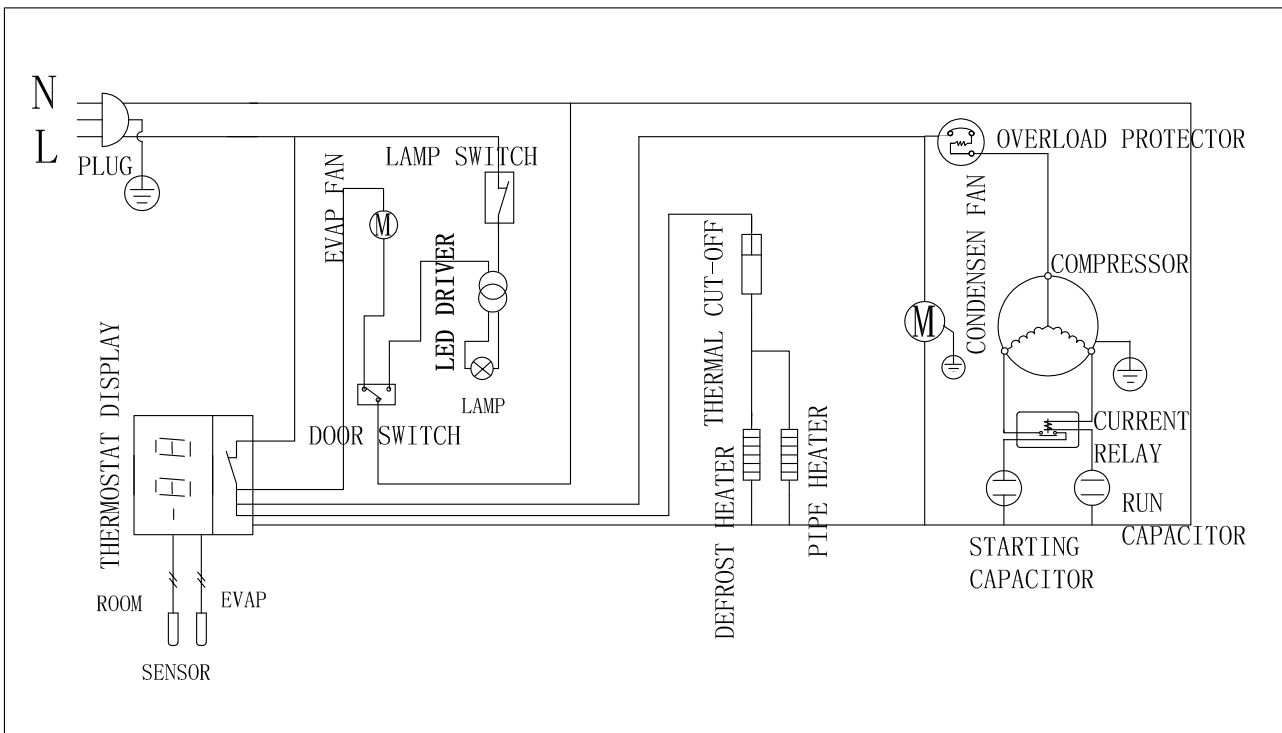 N
L
PLUG
LAMP SWITCH
EVAP FAN
M
LED DRIVER
LAMP
DOOR SWITCH
THERMOSTAT DISPLAY
ROOM
EVAP
SENSOR
THERMAL CUT-OFF
DEFROST HEATER
PIPE HEATER
OVERLOAD PROTECTOR
CONDENSEN FAN
M
COMPRESSOR
CURRENT
RELAY
RUN
CAPACITOR
STARTING
CAPACITOR